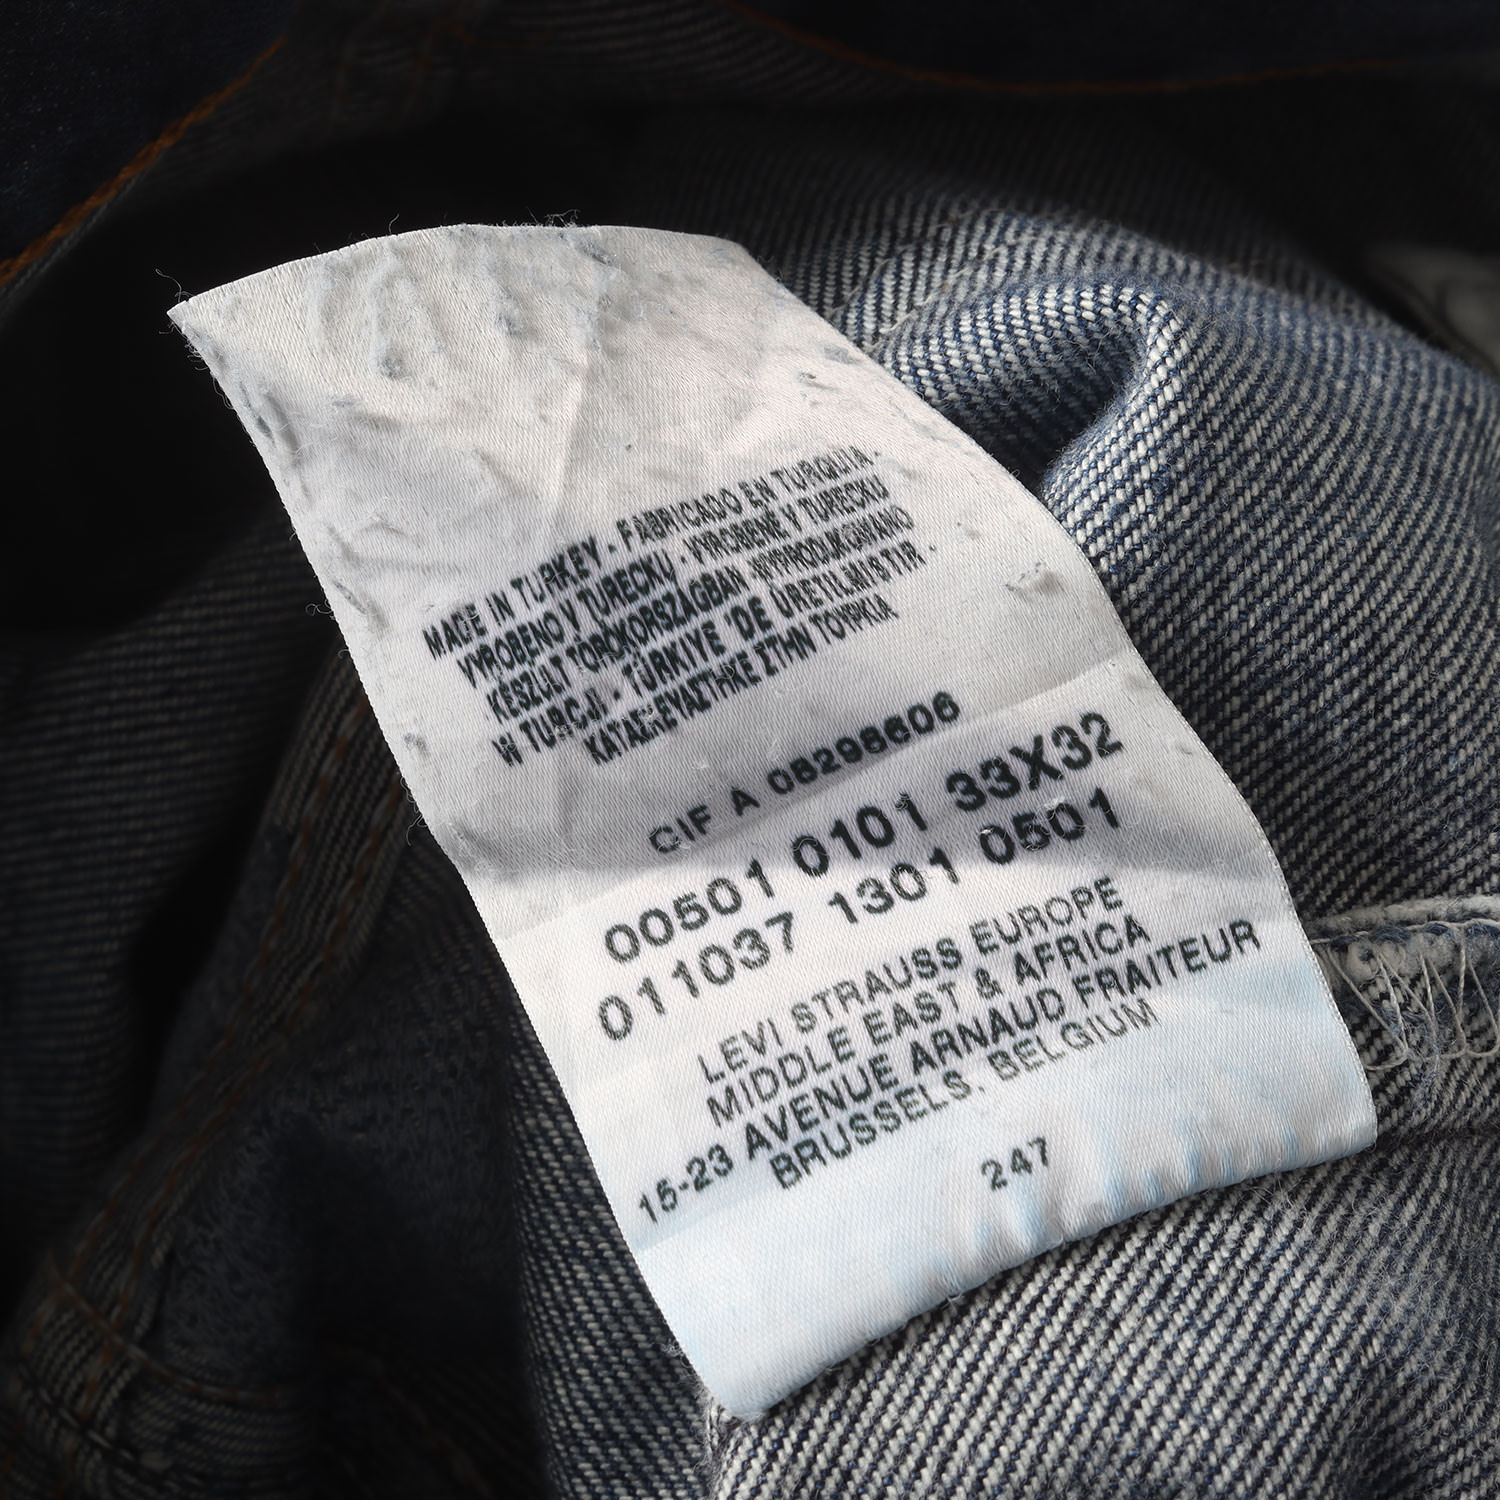 MADE IN TURKEY - FABRICADO EN TURQUIA -
VYROBENO V TURECKU - VYROBENÉ V TURECKU
KÉSZÜLT TÖRÖKORSZÁGBAN WYPRODUKOWANO
W TURCJI - TÜRKİYE DE ÜRETİLMİŞTİR .
ΚΑΤΑΣΚΕΥΑΣΤΗΚΕ ΣΤΗΝ ΤΟΥΡΚΙΑ
CIF A 08298606
00501 0101 33X32
011037 1301 0501
LEVI STRAUSS EUROPE
MIDDLE EAST & AFRICA
15-23 AVENUE ARNAUD FRAITEUR
BRUSSELS, BELGIUM
247